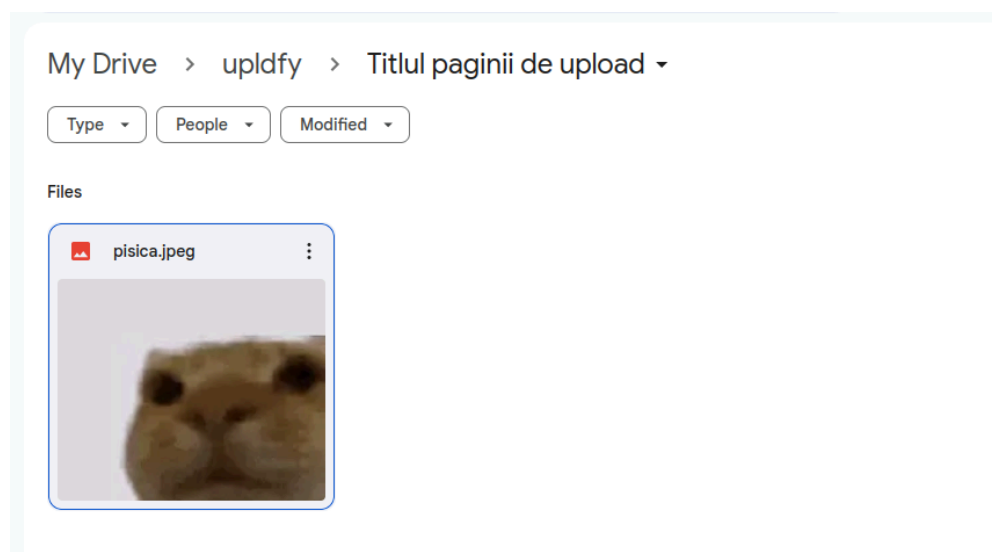 My Drive > upldfy > Titlul paginii de upload
Type People Modified
Files
pisica.jpeg